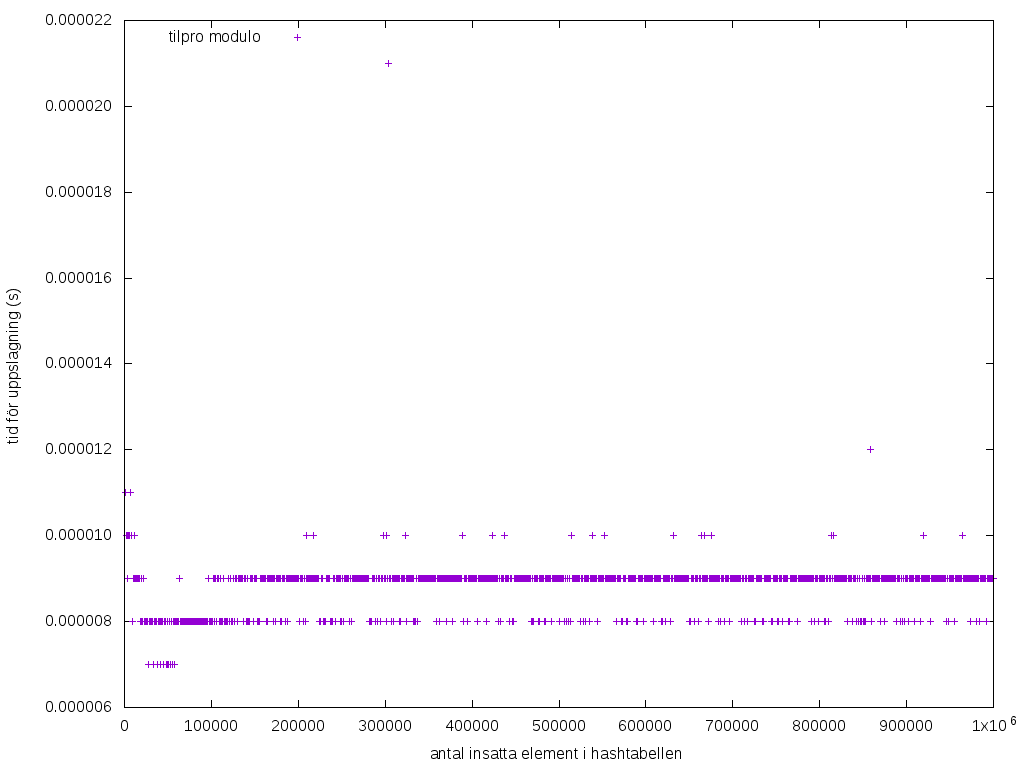 0.000022
tilpro modulo
0.000020
0.000018
0.000016
0.000014
0.000012
0.000010
0.000008
0.000006
tid för uppslagning (s)
0 100000 200000 300000 400000 500000 600000 700000 800000 900000 1x10 6
antal insatta element i hashtabellen